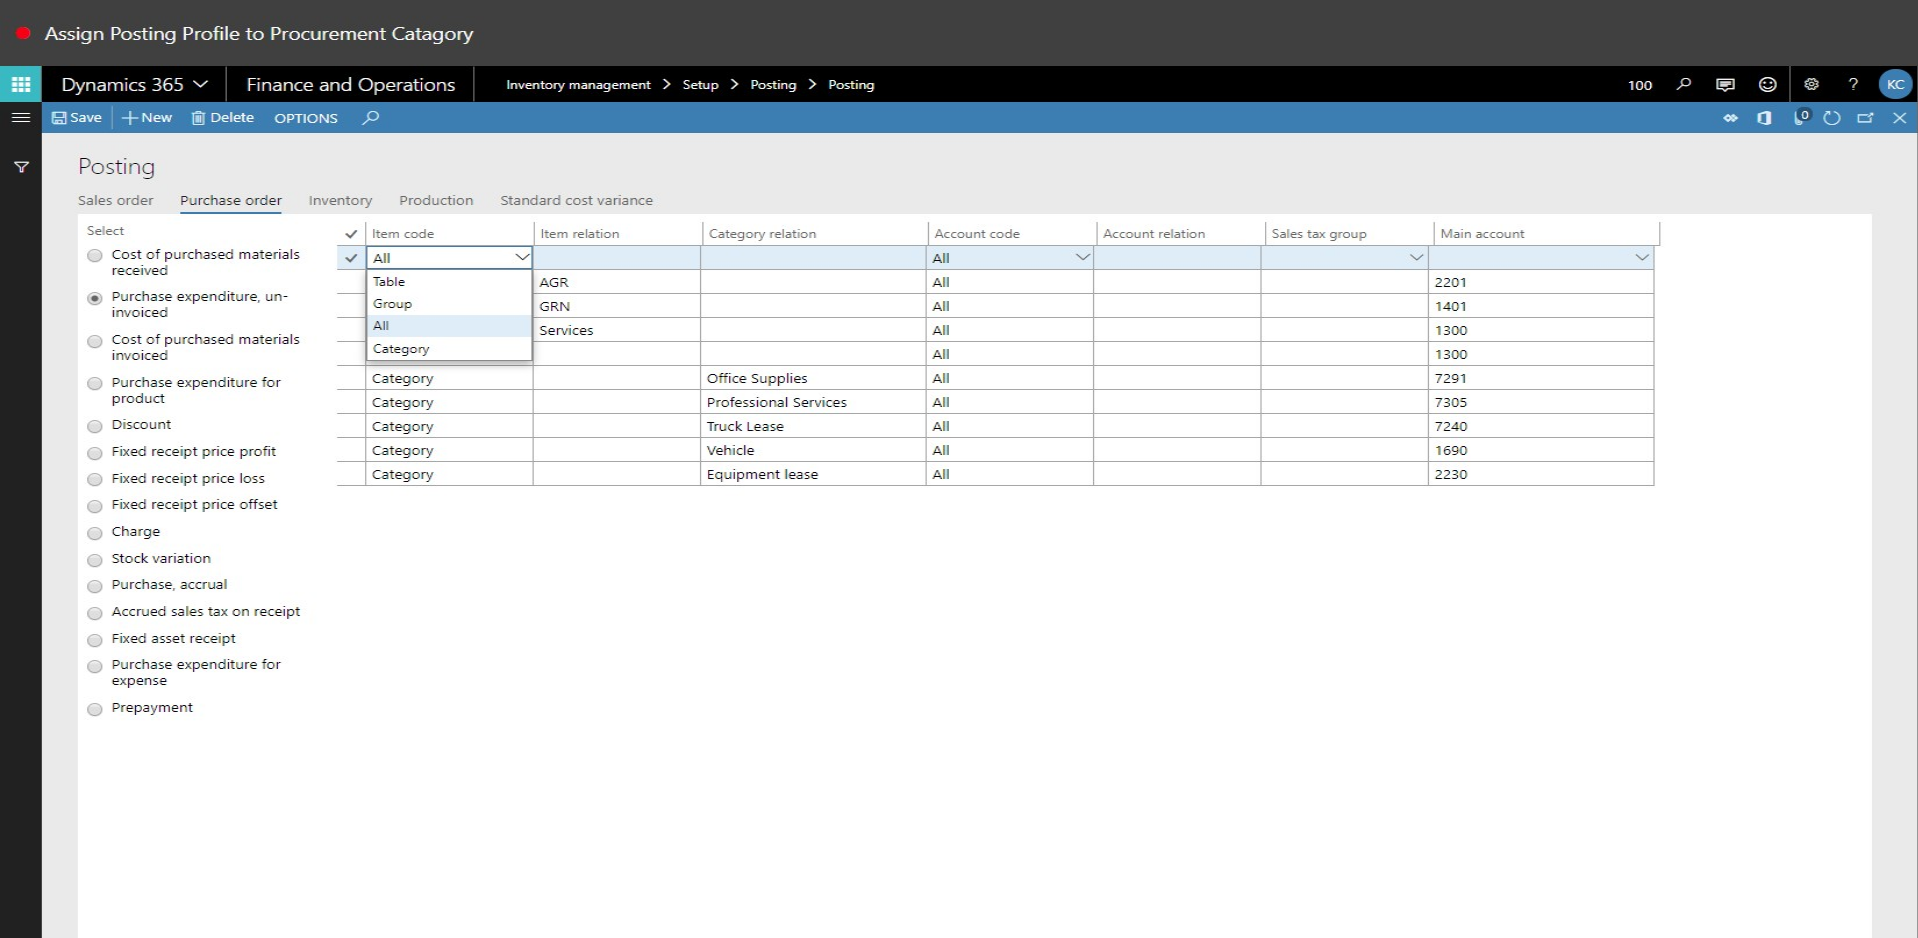 Assign Posting Profile to Procurement Catagory
Dynamics 365 Finance and Operations Inventory management > Setup > Posting > Posting 100 ? KC
Save + New Delete OPTIONS 0
Posting
Sales order Purchase order Inventory Production Standard cost variance
Select
Cost of purchased materials
received
Purchase expenditure, un-
invoiced
Cost of purchased materials
invoiced
Purchase expenditure for
product
Discount
Fixed receipt price profit
Fixed receipt price loss
Fixed receipt price offset
Charge
Stock variation
Purchase, accrual
Accrued sales tax on receipt
Fixed asset receipt
Purchase expenditure for
expense
Prepayment
Item code Item relation Category relation Account code Account relation Sales tax group Main account
All All
Table AGR All 2201
Group GRN All 1401
All Services All 1300
Category All 1300
Category Office Supplies All 7291
Category Professional Services All 7305
Category Truck Lease All 7240
Category Vehicle All 1690
Category Equipment lease All 2230